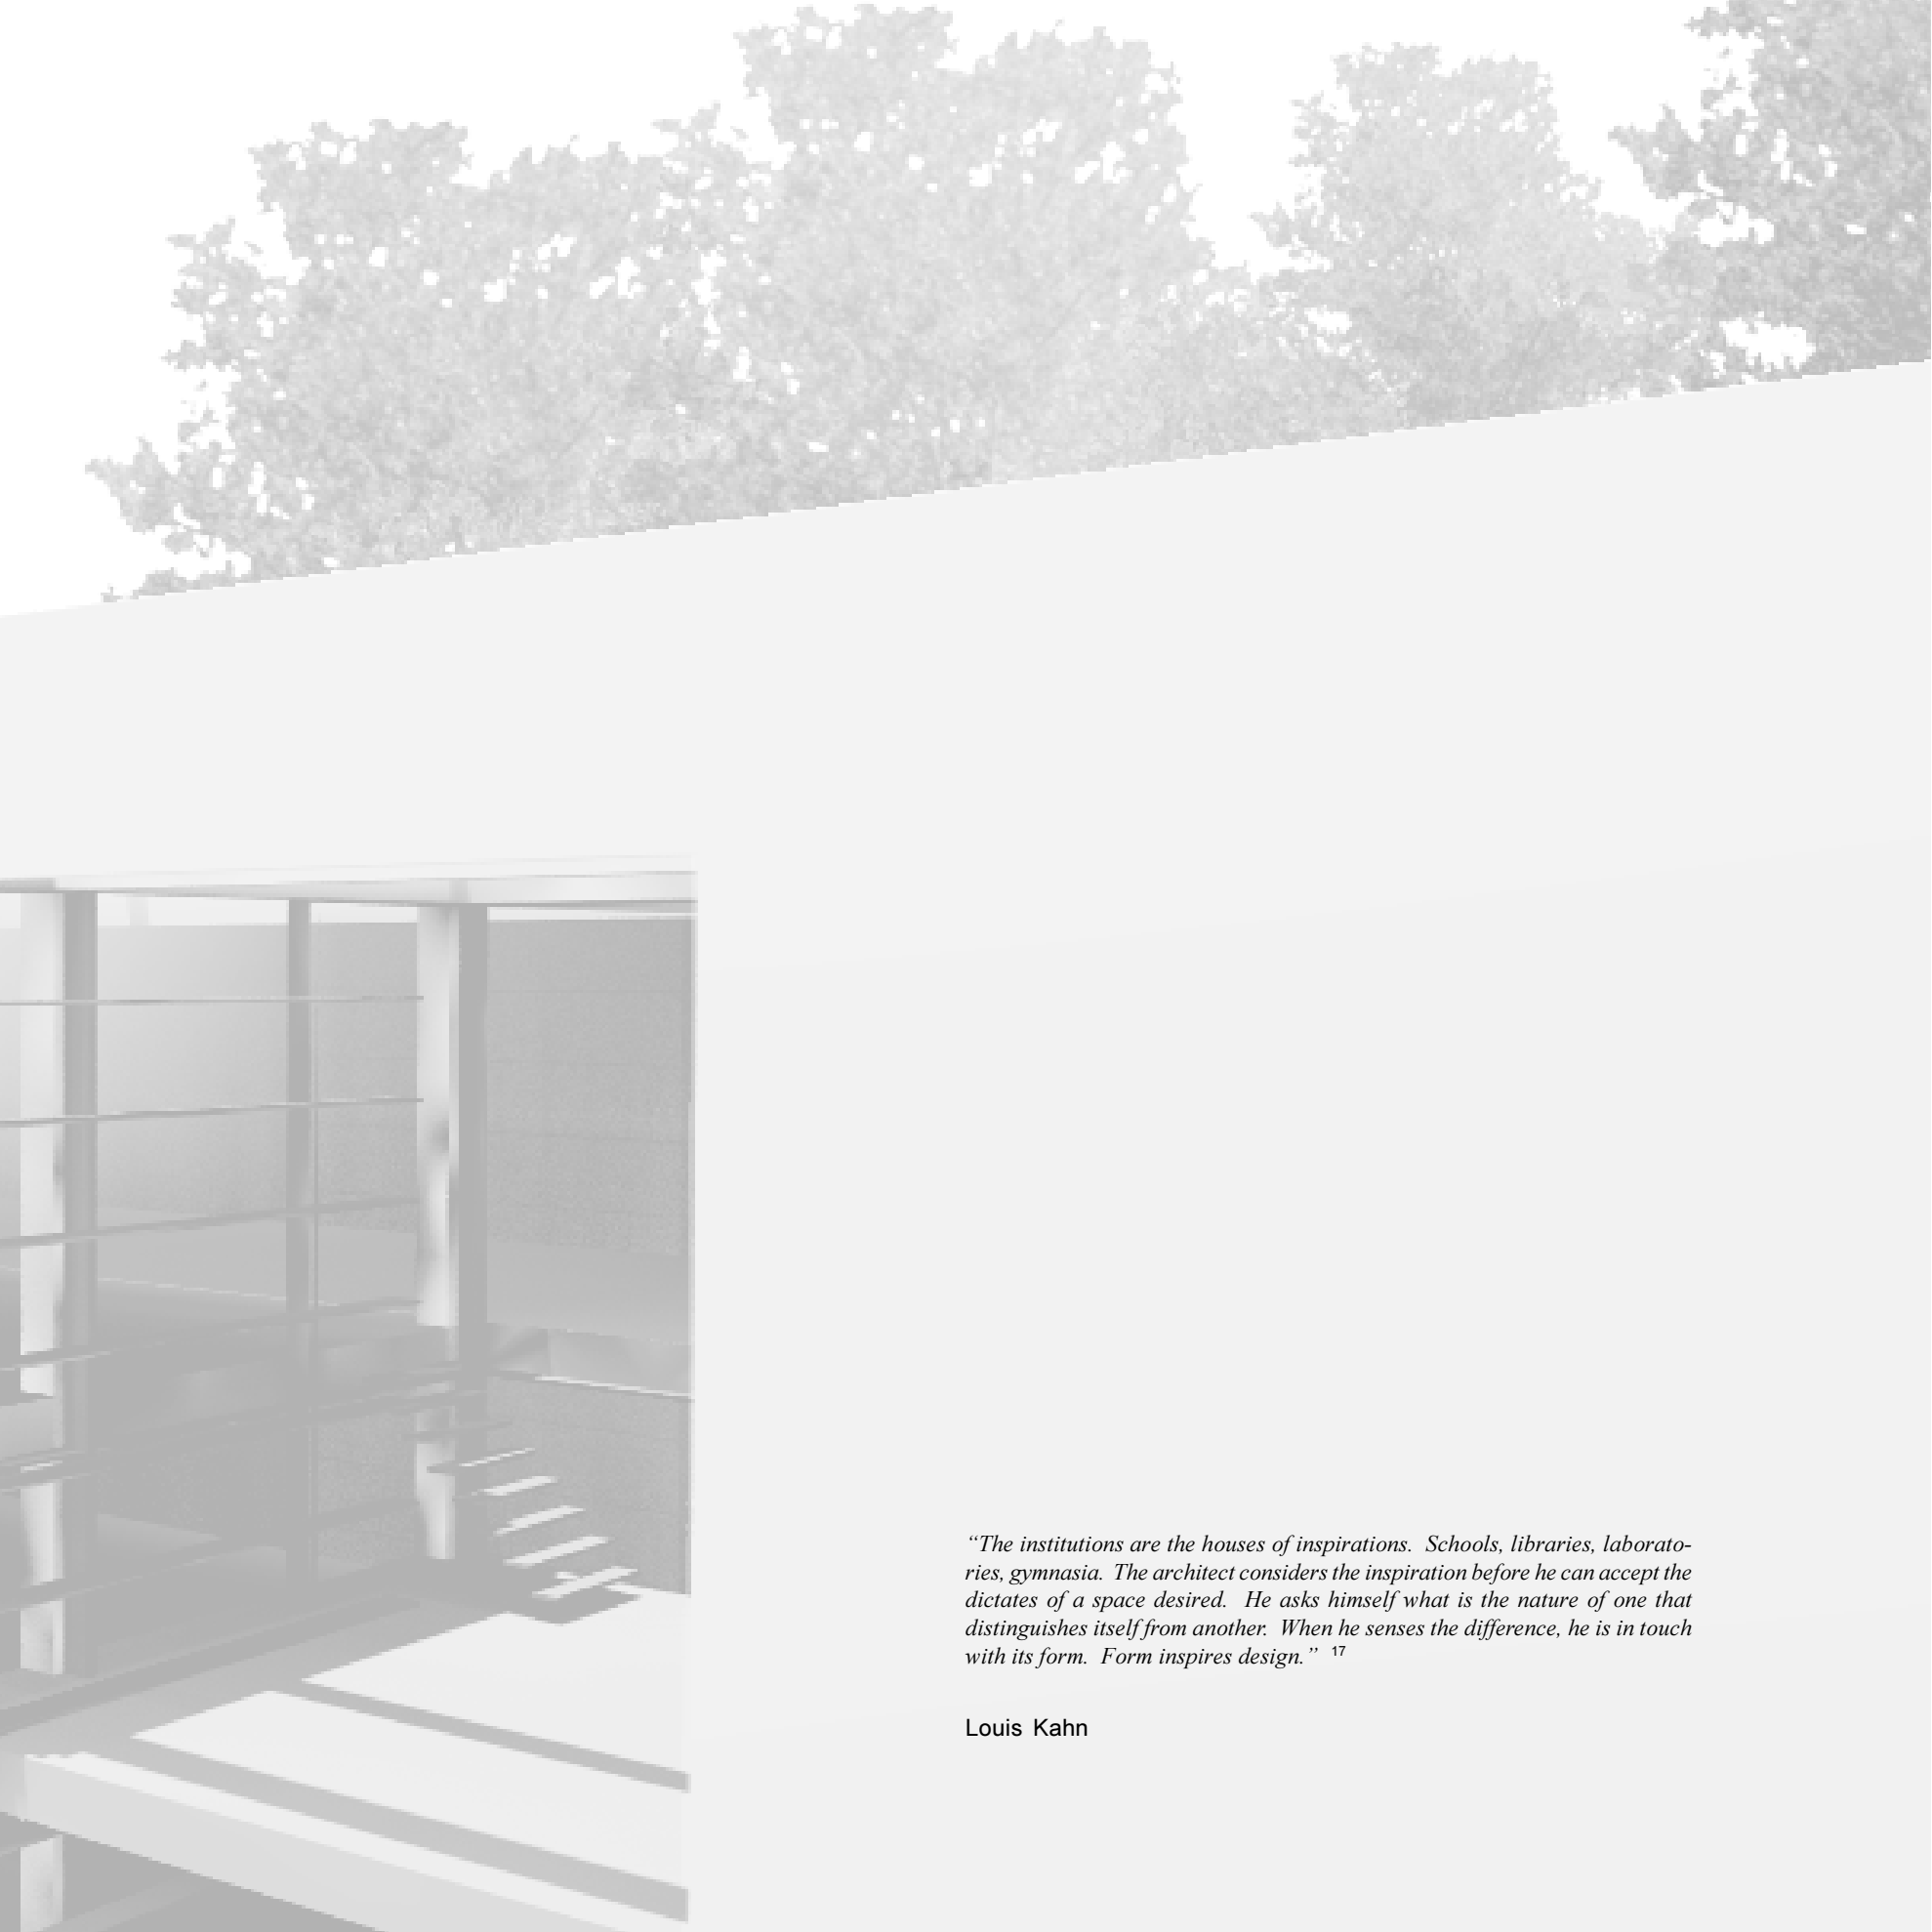 “The institutions are the houses of inspirations.  Schools, libraries, laborato-
ries, gymnasia.  The architect considers the inspiration before he can accept the
dictates of a space desired.  He asks himself what is the nature of one that
distinguishes itself from another.  When he senses the difference, he is in touch
with its form.  Form inspires design.”  17
Louis Kahn